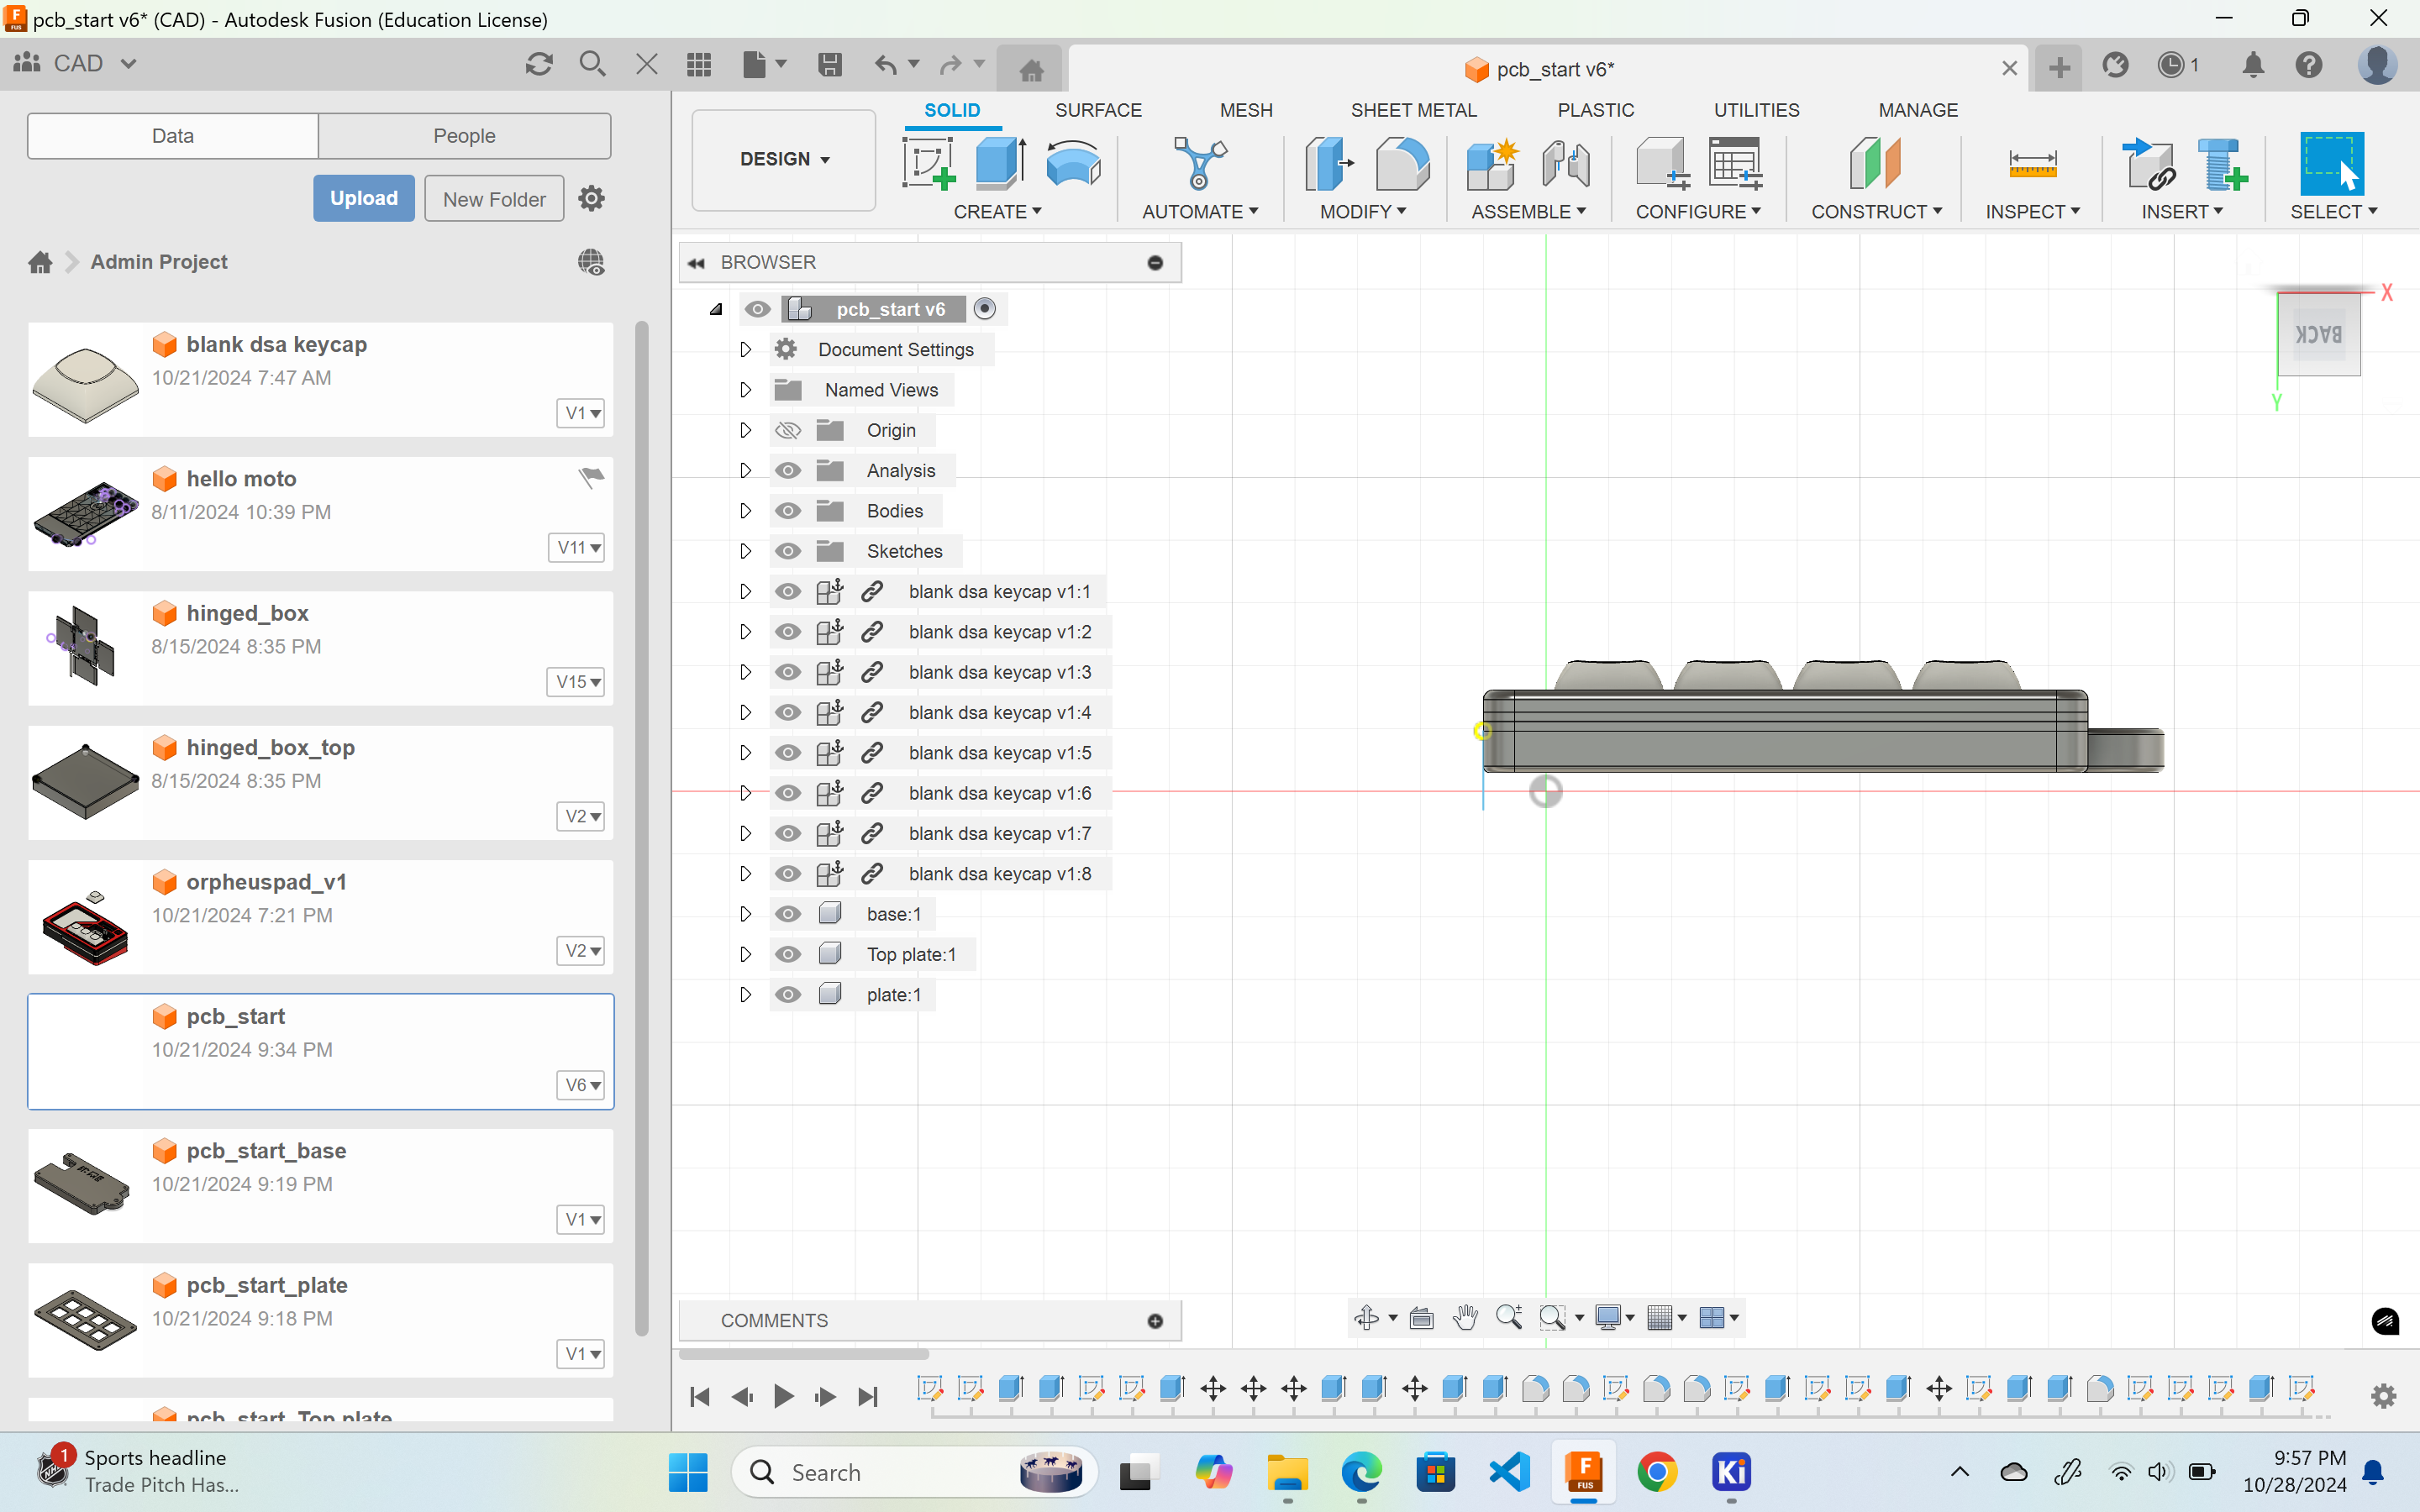 pcb_start v6* (CAD) - Autodesk Fusion (Education License)
CAD
pcb_start v6*
1
Data
People
Upload
New Folder
Admin Project
blank dsa keycap
10/21/2024 7:47 AM
V1
hello moto
8/11/2024 10:39 PM
V11
hinged_box
8/15/2024 8:35 PM
V15
hinged_box_top
8/15/2024 8:35 PM
V2
orpheuspad_v1
10/21/2024 7:21 PM
V2
pcb_start
10/21/2024 9:34 PM
V6
pcb_start_base
10/21/2024 9:19 PM
V1
pcb_start_plate
10/21/2024 9:18 PM
V1
pcb_start_Top plate
DESIGN
SOLID
SURFACE
MESH
SHEET METAL
PLASTIC
UTILITIES
MANAGE
CREATE
AUTOMATE
MODIFY
ASSEMBLE
CONFIGURE
CONSTRUCT
INSPECT
INSERT
SELECT
BROWSER
pcb_start v6
Document Settings
Named Views
Origin
Analysis
Bodies
Sketches
blank dsa keycap v1:1
blank dsa keycap v1:2
blank dsa keycap v1:3
blank dsa keycap v1:4
blank dsa keycap v1:5
blank dsa keycap v1:6
blank dsa keycap v1:7
blank dsa keycap v1:8
base:1
Top plate:1
plate:1
X
BACK
Y
COMMENTS
1
Sports headline
Trade Pitch Has...
Search
FUS
Ki
9:57 PM
10/28/2024